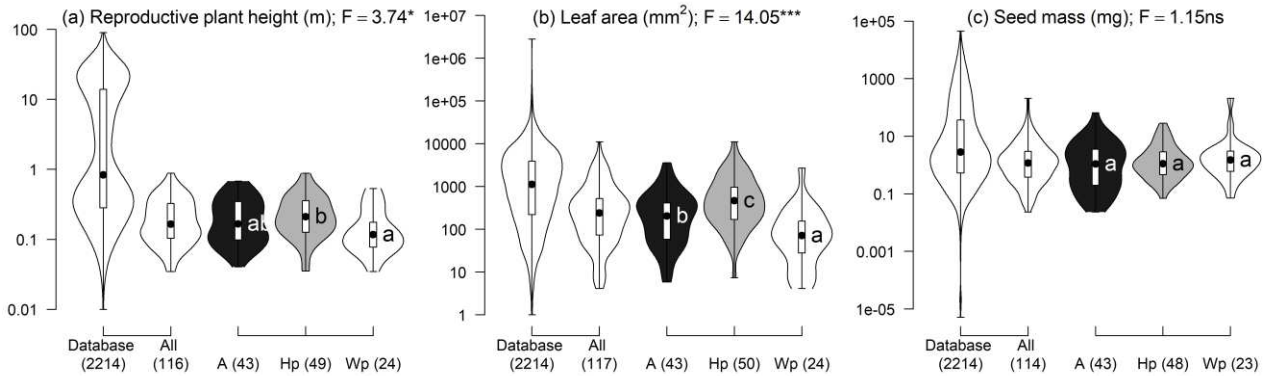 (a) Reproductive plant height (m); F = 3.74*
100
10
1
0.1
0.01
ab
b
a
Database
(2214)
All
(116)
A (43)
Hp (49)
Wp (24)
(b) Leaf area (mm²); F = 14.05***
1e+07
1e+06
1e+05
10000
1000
100
10
1
b
c
a
Database
(2214)
All
(117)
A (43)
Hp (50)
Wp (24)
(c) Seed mass (mg); F = 1.15ns
1e+05
1000
10
0.1
0.001
1e-05
a
a
a
Database
(2214)
All
(114)
A (43)
Hp (48)
Wp (23)